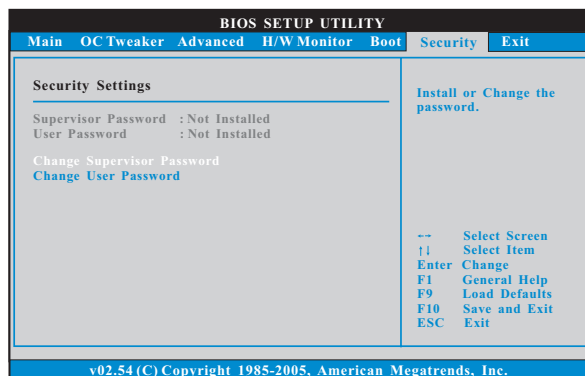 BIOS SETUP UTILITY
Main OC Tweaker Advanced H/W Monitor Boot Security Exit
Security Settings
Supervisor Password : Not Installed
User Password : Not Installed
Change Supervisor Password
Change User Password
Install or Change the
password.
←→ Select Screen
↑↓ Select Item
Enter Change
F1 General Help
F9 Load Defaults
F10 Save and Exit
ESC Exit
v02.54 (C) Copyright 1985-2005, American Megatrends, Inc.